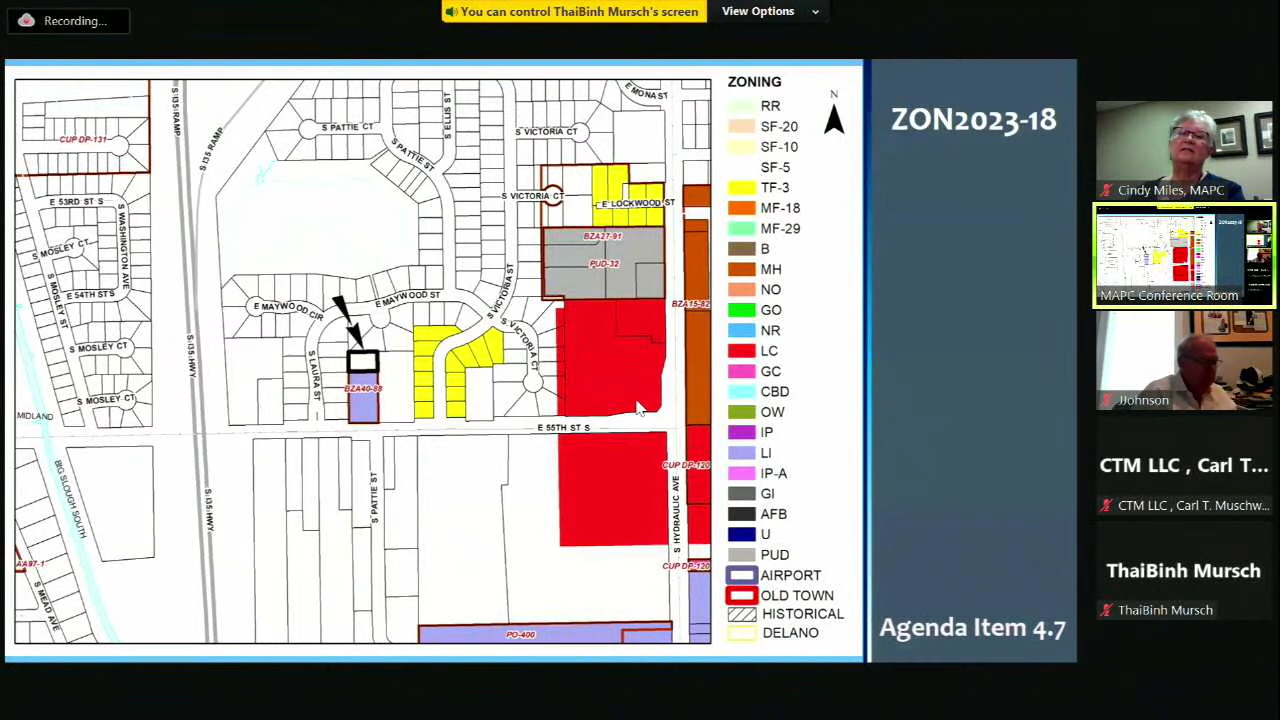 Recording...
You can control ThaiBinh Mursch's screen
View Options
ZONING
RR
SF-20
SF-10
SF-5
TF-3
MF-18
MF-29
B
MH
NO
GO
NR
LC
GC
CBD
OW
IP
LI
IP-A
GI
AFB
U
PUD
AIRPORT
OLD TOWN
HISTORICAL
DELANO
N
CUP DP-131
S I35 RAMP
S I35 RAMP
S PATTIE CT
S PATTIE ST
S ELLIS ST
S VICTORIA CT
E MONA ST
S VICTORIA CT
E LOCKWOOD ST
E 53RD ST S
S WASHINGTON AVE
S MOSLEY CT
S MOSLEY ST
E 54TH ST S
S MOSLEY CT
S MOSLEY CT
BZA27-91
PUD-32
BZA15-82
E MAYWOOD CIR
E MAYWOOD ST
S VICTORIA ST
S VICTORIA CT
S LAURA ST
BZA40-88
S I35 HWY
MIDLAND
E 55TH ST S
BIG SLOUGH SOUTH
S I35 HWY
S PATTIE ST
CUP DP-120
S HYDRAULIC AVE
CUP DP-120
AA97-1
S MEAD AVE
PO-400
ZON2023-18
Agenda Item 4.7
Cindy Miles, MAPC
MAPC Conference Room
JJohnson
CTM LLC , Carl T...
CTM LLC , Carl T. Muschw...
ThaiBinh Mursch
ThaiBinh Mursch